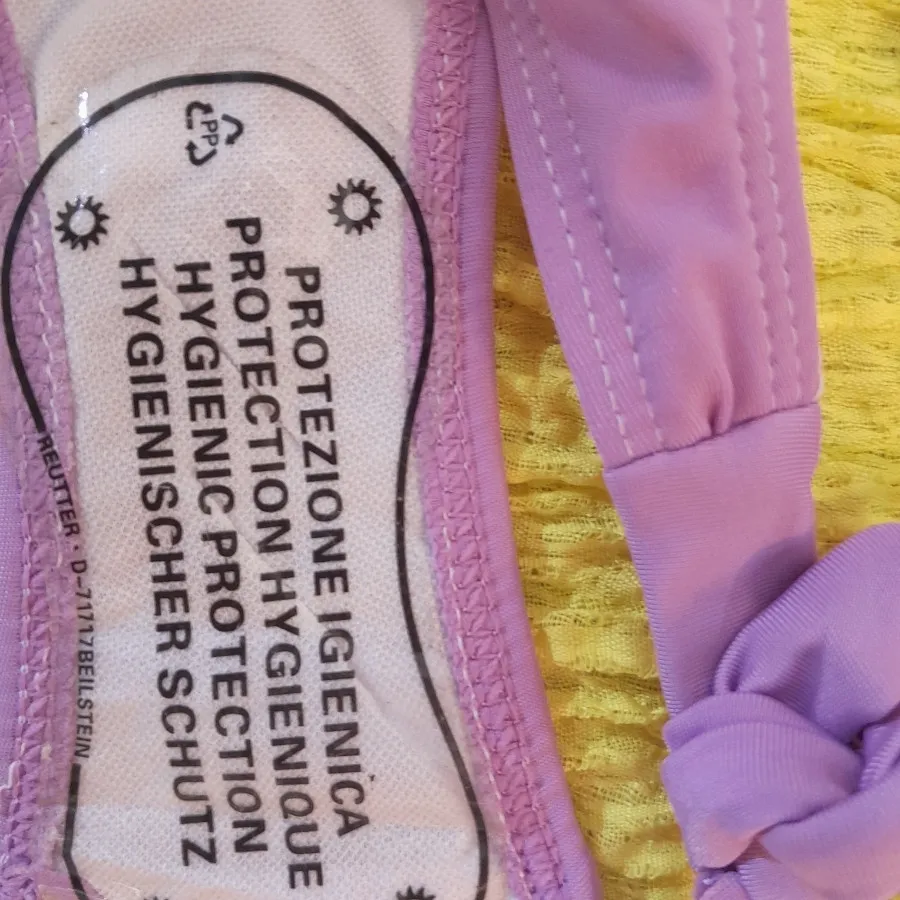 PP
PROTEZIONE IGIENICA
PROTECTION HYGIENIQUE
HYGIENIC PROTECTION
HYGIENISCHER SCHUTZ
REUTTER · D-71717 BEILSTEIN